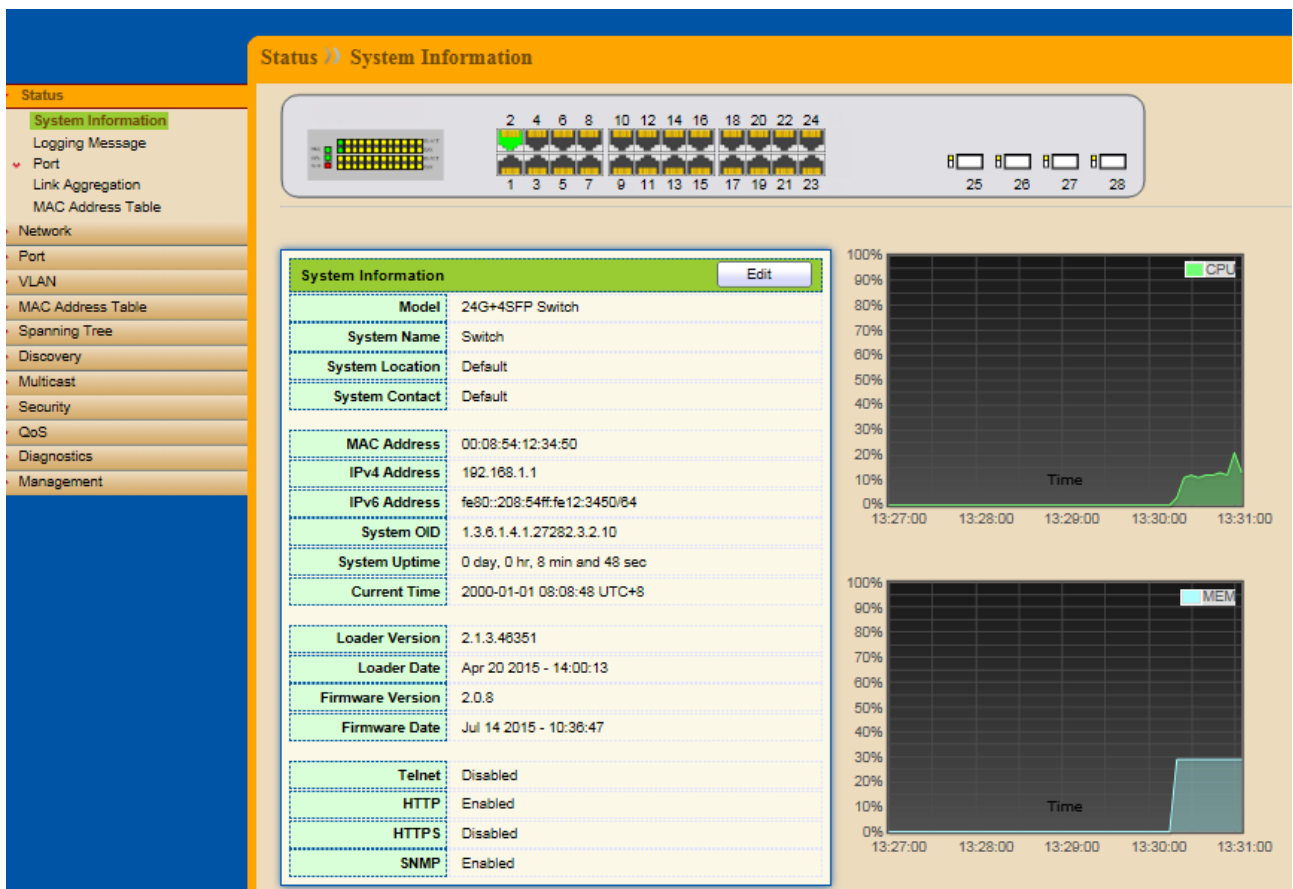 Status » System Information
Status
System Information
Logging Message
Port
Link Aggregation
MAC Address Table
Network
Port
VLAN
MAC Address Table
Spanning Tree
Discovery
Multicast
Security
QoS
Diagnostics
Management
2 4 6 8 10 12 14 16 18 20 22 24
1 3 5 7 9 11 13 15 17 19 21 23
25 26 27 28
System Information Edit
Model 24G+4SFP Switch
System Name Switch
System Location Default
System Contact Default
MAC Address 00:08:54:12:34:50
IPv4 Address 192.168.1.1
IPv6 Address fe80::208:54ff:fe12:3450/64
System OID 1.3.6.1.4.1.27282.3.2.10
System Uptime 0 day, 0 hr, 8 min and 48 sec
Current Time 2000-01-01 08:08:48 UTC+8
Loader Version 2.1.3.46351
Loader Date Apr 20 2015 - 14:00:13
Firmware Version 2.0.8
Firmware Date Jul 14 2015 - 10:36:47
Telnet Disabled
HTTP Enabled
HTTPS Disabled
SNMP Enabled
CPU
100%
90%
80%
70%
60%
50%
40%
30%
20%
10%
0%
Time
13:27:00 13:28:00 13:29:00 13:30:00 13:31:00
MEM
100%
90%
80%
70%
60%
50%
40%
30%
20%
10%
0%
Time
13:27:00 13:28:00 13:29:00 13:30:00 13:31:00